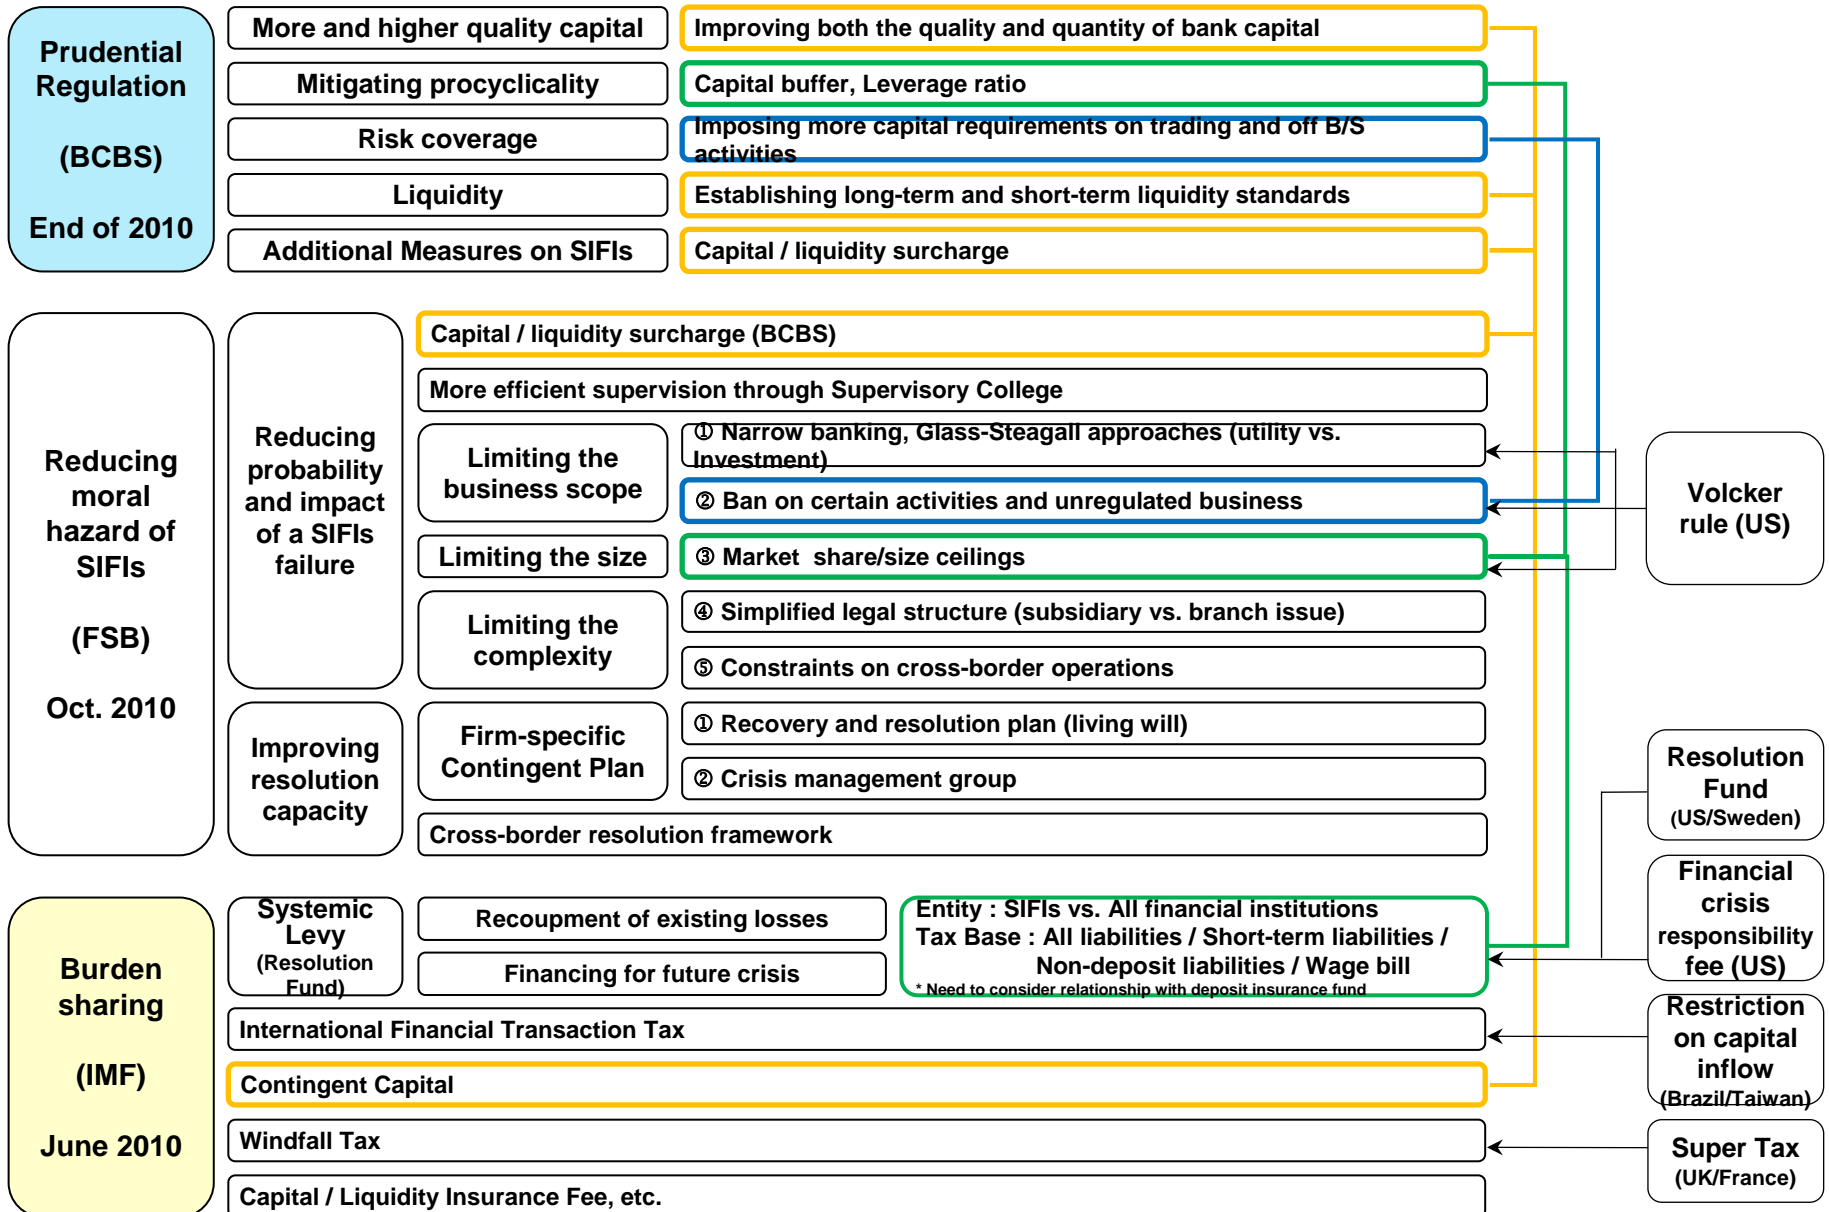 Prudential
Regulation
(BCBS)
End of 2010
More and higher quality capital
Improving both the quality and quantity of bank capital
Mitigating procyclicality
Capital buffer, Leverage ratio
Risk coverage
Imposing more capital requirements on trading and off B/S
activities
Liquidity
Establishing long-term and short-term liquidity standards
Additional Measures on SIFIs
Capital / liquidity surcharge
Reducing
moral
hazard of
SIFIs
(FSB)
Oct. 2010
Reducing
probability
and impact
of a SIFIs
failure
Capital / liquidity surcharge (BCBS)
More efficient supervision through Supervisory College
Limiting the
business scope
① Narrow banking, Glass-Steagall approaches (utility vs.
Investment)
② Ban on certain activities and unregulated business
Limiting the size
③ Market  share/size ceilings
Limiting the
complexity
④ Simplified legal structure (subsidiary vs. branch issue)
⑤ Constraints on cross-border operations
Volcker
rule (US)
Improving
resolution
capacity
Firm-specific
Contingent Plan
① Recovery and resolution plan (living will)
② Crisis management group
Cross-border resolution framework
Resolution
Fund
(US/Sweden)
Burden
sharing
(IMF)
June 2010
Systemic
Levy
(Resolution
Fund)
Recoupment of existing losses
Financing for future crisis
Entity : SIFIs vs. All financial institutions
Tax Base : All liabilities / Short-term liabilities /
Non-deposit liabilities / Wage bill
* Need to consider relationship with deposit insurance fund
Financial
crisis
responsibility
fee (US)
International Financial Transaction Tax
Restriction
on capital
inflow
(Brazil/Taiwan)
Contingent Capital
Windfall Tax
Super Tax
(UK/France)
Capital / Liquidity Insurance Fee, etc.